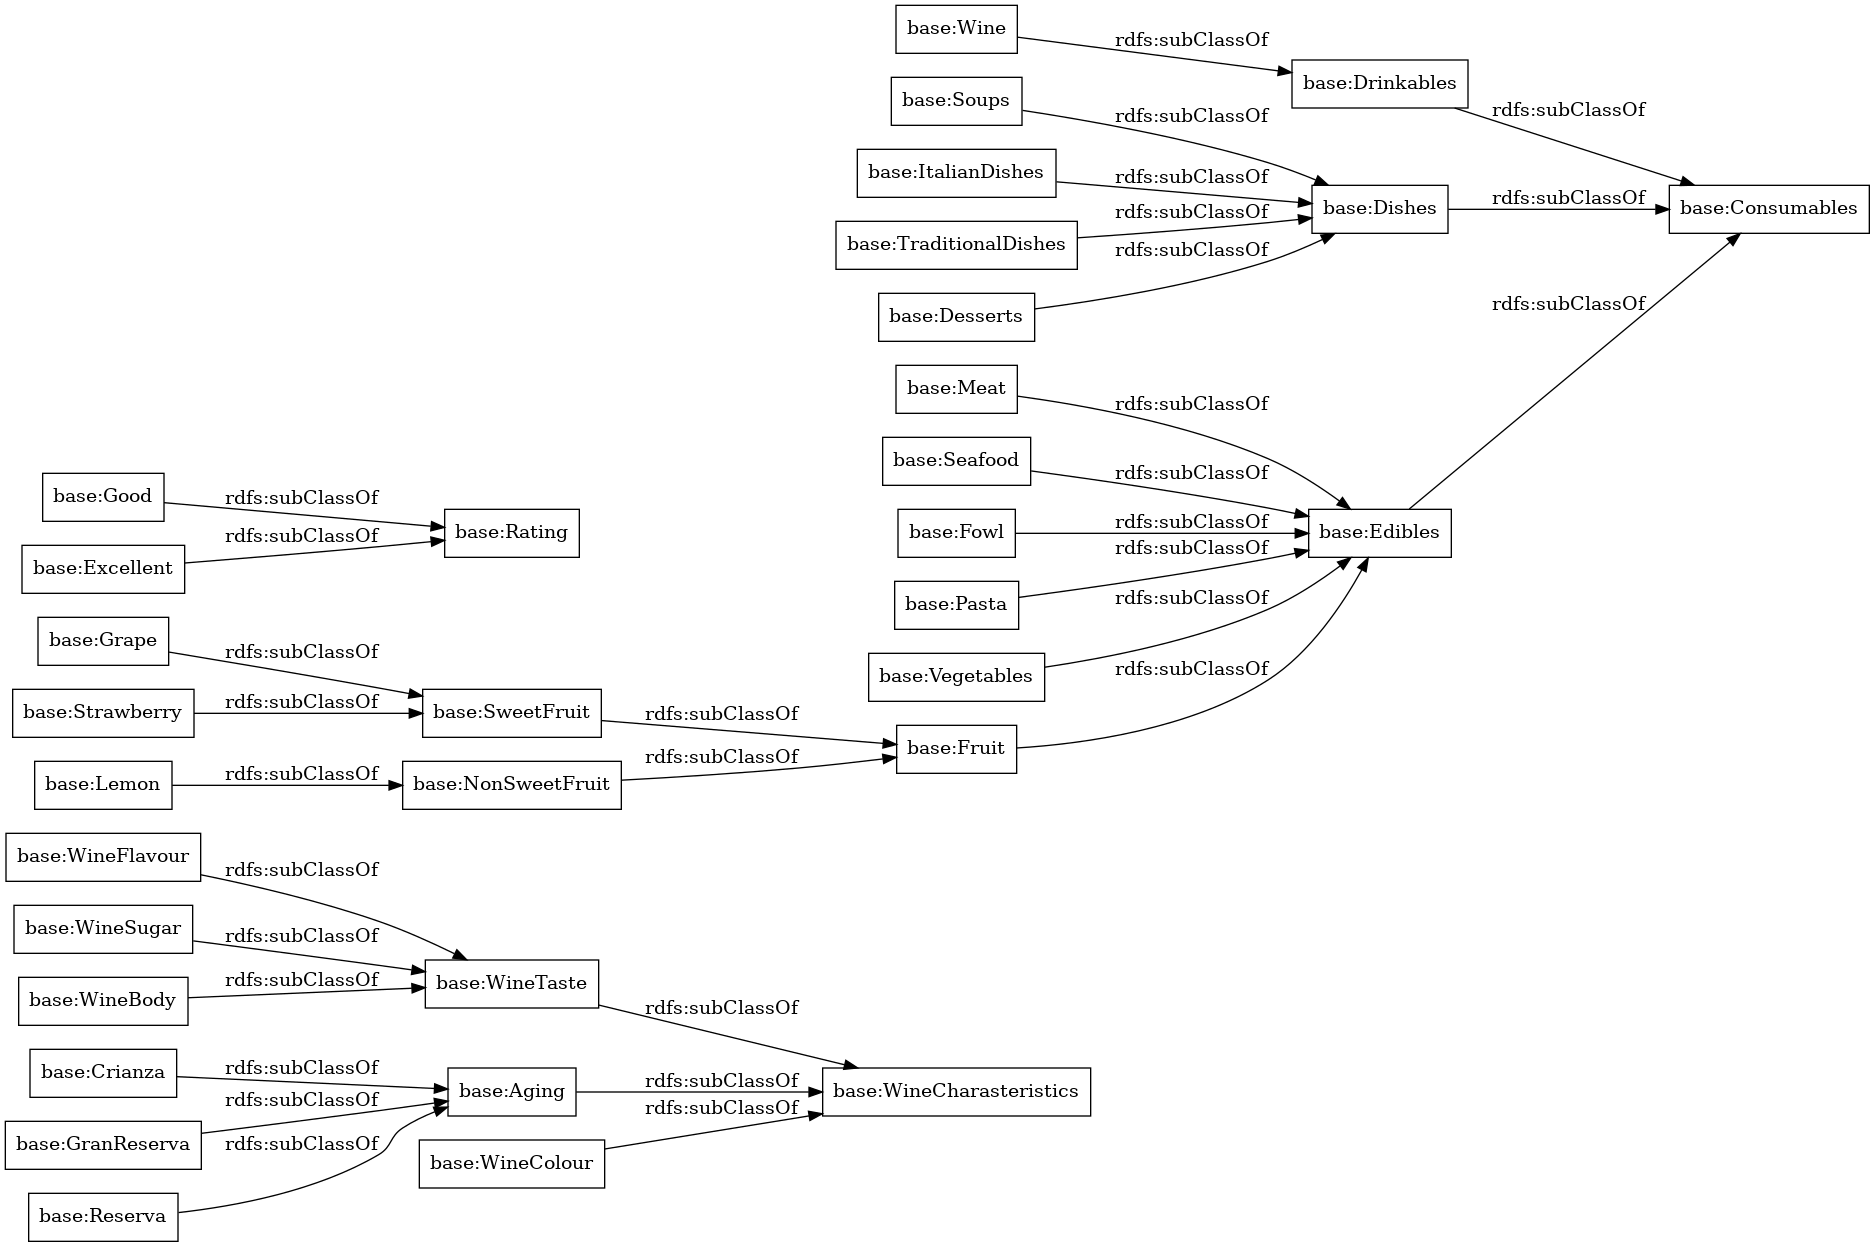 base:Wine
rdfs:subClassOf
base:Drinkables
base:Soups
rdfs:subClassOf
rdfs:subClassOf
base:ItalianDishes
rdfs:subClassOf
base:Dishes
rdfs:subClassOf
base:Consumables
rdfs:subClassOf
base:TraditionalDishes
rdfs:subClassOf
base:Desserts
rdfs:subClassOf
base:Meat
rdfs:subClassOf
base:Seafood
rdfs:subClassOf
base:Good
rdfs:subClassOf
base:Rating
base:Fowl
rdfs:subClassOf
base:Edibles
base:Excellent
rdfs:subClassOf
rdfs:subClassOf
base:Pasta
rdfs:subClassOf
base:Grape
rdfs:subClassOf
base:Vegetables
rdfs:subClassOf
base:Strawberry
rdfs:subClassOf
base:SweetFruit
rdfs:subClassOf
base:Fruit
rdfs:subClassOf
base:Lemon
rdfs:subClassOf
base:NonSweetFruit
base:WineFlavour
rdfs:subClassOf
base:WineSugar
rdfs:subClassOf
base:WineBody
rdfs:subClassOf
base:WineTaste
rdfs:subClassOf
base:Crianza
rdfs:subClassOf
base:Aging
rdfs:subClassOf
base:WineCharasteristics
rdfs:subClassOf
rdfs:subClassOf
base:GranReserva
rdfs:subClassOf
base:WineColour
base:Reserva